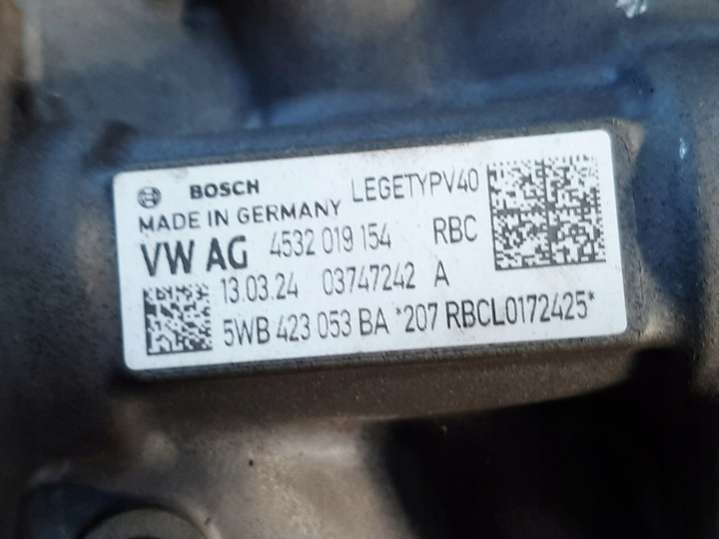 BOSCH LEGETYPV40
MADE IN GERMANY
VW AG 4532 019 154 RBC
13.03.24 03747242 A
5WB 423 053 BA *207 RBCL0172425*